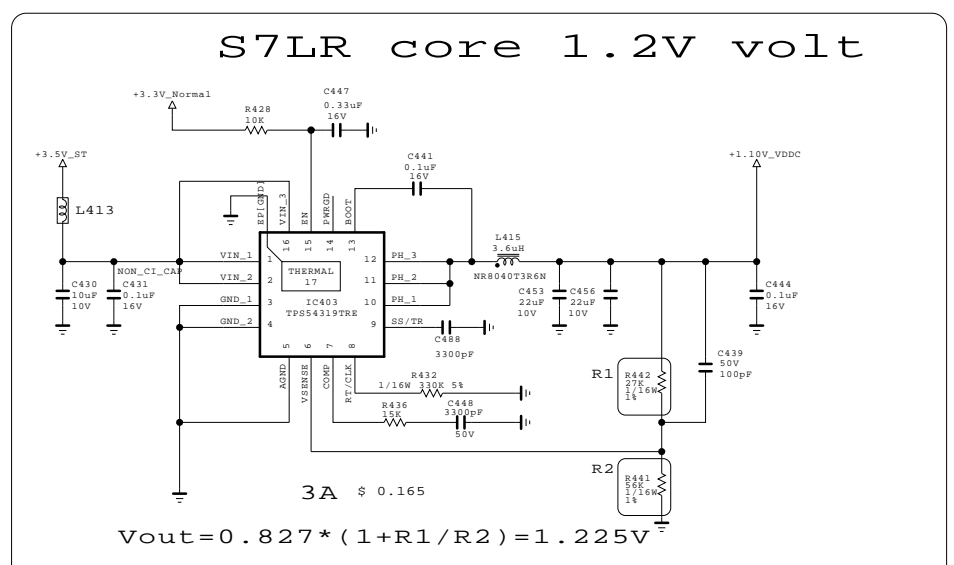 S7LR core 1.2V volt
+3.3V_Normal
C447
0.33uF
16V
R428
10K
+3.5V_ST
C441
0.1uF
16V
+1.10V_VDDC
L413
EP[GND]
VIN_3
EN
PWRGD
BOOT
16
15
14
13
L415
3.6uH
NR8040T3R6N
VIN_1
1
THERMAL
17
12
PH_3
NON_CI_CAP
VIN_2
2
11
PH_2
C430
10uF
10V
C431
0.1uF
16V
GND_1
3
IC403
TPS54319TRE
10
PH_1
C453
22uF
10V
C456
22uF
10V
C444
0.1uF
16V
GND_2
4
9
SS/TR
C488
3300pF
5
6
7
8
AGND
VSENSE
COMP
RT/CLK
R432
1/16W 330K 5%
R436
15K
C448
3300pF
50V
R1
R442
27K
1/16W
1%
C439
50V
100pF
R2
R441
56K
1/16W
1%
3A $ 0.165
Vout=0.827*(1+R1/R2)=1.225V